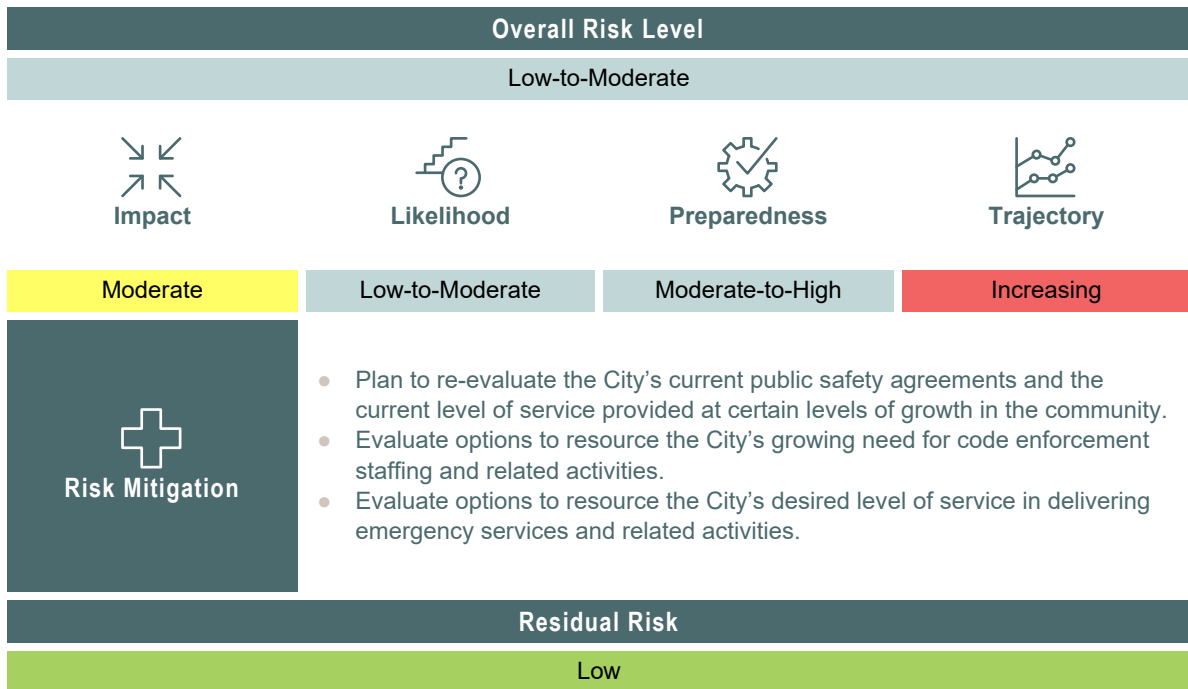 Overall Risk Level
Low-to-Moderate
?
Impact
Likelihood
Preparedness
Trajectory
Moderate
Low-to-Moderate
Moderate-to-High
Increasing
Risk Mitigation
● Plan to re-evaluate the City’s current public safety agreements and the
current level of service provided at certain levels of growth in the community.
● Evaluate options to resource the City’s growing need for code enforcement
staffing and related activities.
● Evaluate options to resource the City’s desired level of service in delivering
emergency services and related activities.
Residual Risk
Low